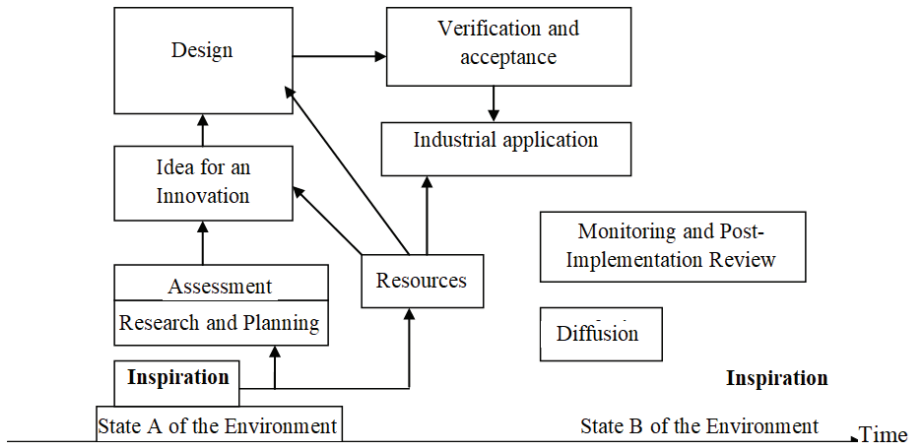 Design
Verification and
acceptance
Industrial application
Idea for an
Innovation
Monitoring and Post-
Implementation Review
Resources
Assessment
Research and Planning
Diffusion
Inspiration
Inspiration
State A of the Environment
State B of the Environment
Time